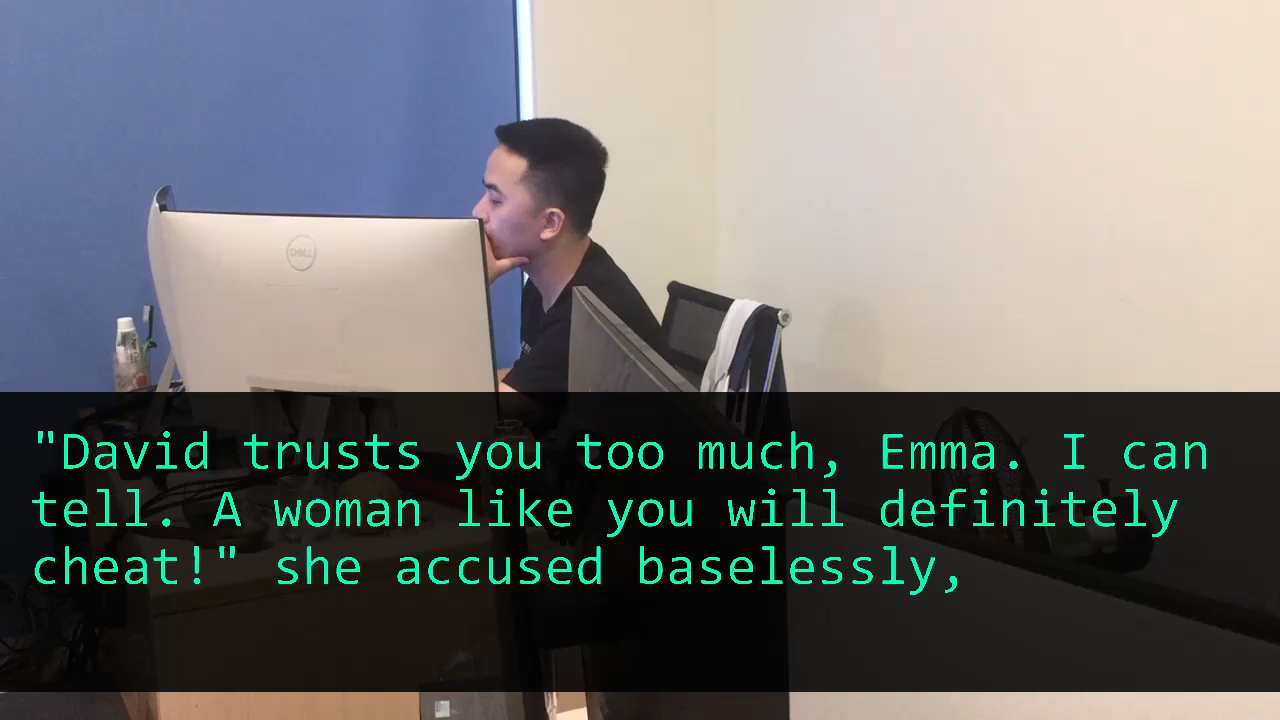 DELL
"David trusts you too much, Emma. I can
tell. A woman like you will definitely
cheat!" she accused baselessly,